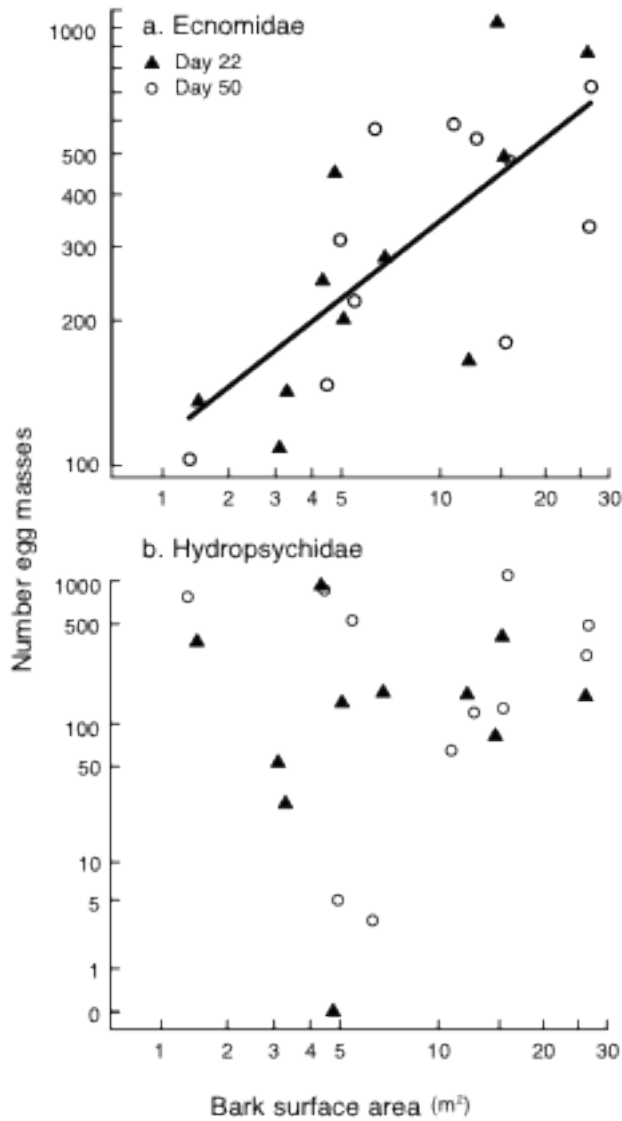 a. Ecnomidae
Day 22
Day 50
1000
500
400
300
200
100
1 2 3 4 5 10 20 30
Number egg masses
b. Hydropsychidae
1000
500
100
50
10
5
1
0
1 2 3 4 5 10 20 30
Bark surface area (m²)